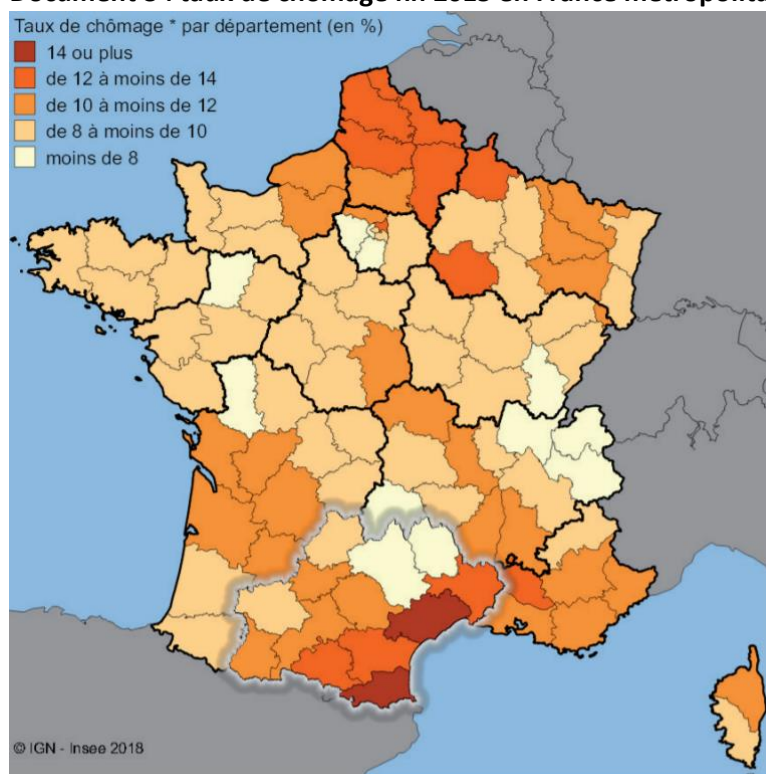 Taux de chômage * par département (en %)
14 ou plus
de 12 à moins de 14
de 10 à moins de 12
de 8 à moins de 10
moins de 8
© IGN - Insee 2018